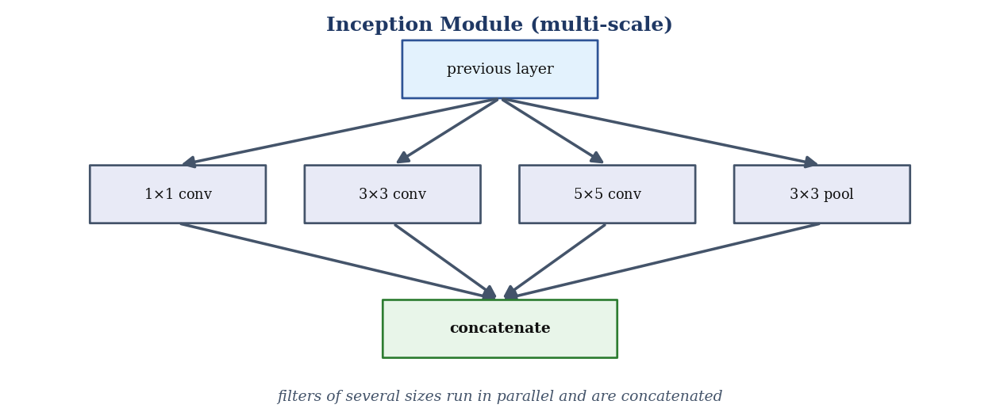 Inception Module (multi-scale)
previous layer
1×1 conv
3×3 conv
5×5 conv
3×3 pool
concatenate
filters of several sizes run in parallel and are concatenated